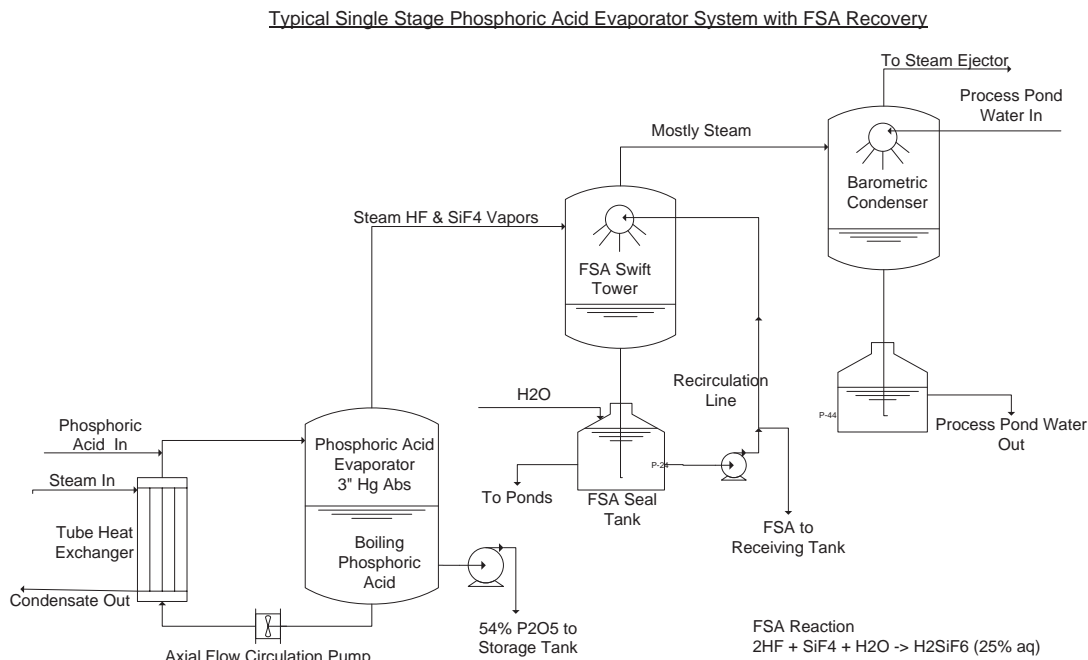 Typical Single Stage Phosphoric Acid Evaporator System with FSA Recovery
To Steam Ejector
Process Pond
Water In
Mostly Steam
Barometric
Condenser
Steam HF & SiF4 Vapors
FSA Swift
Tower
H2O
Recirculation
Line
P-44
Process Pond Water
Out
Phosphoric
Acid In
Phosphoric Acid
Evaporator
3" Hg Abs
P-24
Steam In
To Ponds
FSA Seal
Tank
FSA to
Receiving Tank
Tube Heat
Exchanger
Boiling
Phosphoric
Acid
Condensate Out
54% P2O5 to
Storage Tank
FSA Reaction
2HF + SiF4 + H2O -> H2SiF6 (25% aq)
Axial Flow Circulation Pump